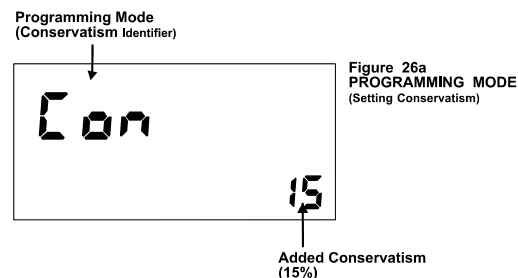 Programming Mode
(Conservatism Identifier)
Figure 26a
PROGRAMMING MODE
(Setting Conservatism)
Con
15
Added Conservatism
(15%)